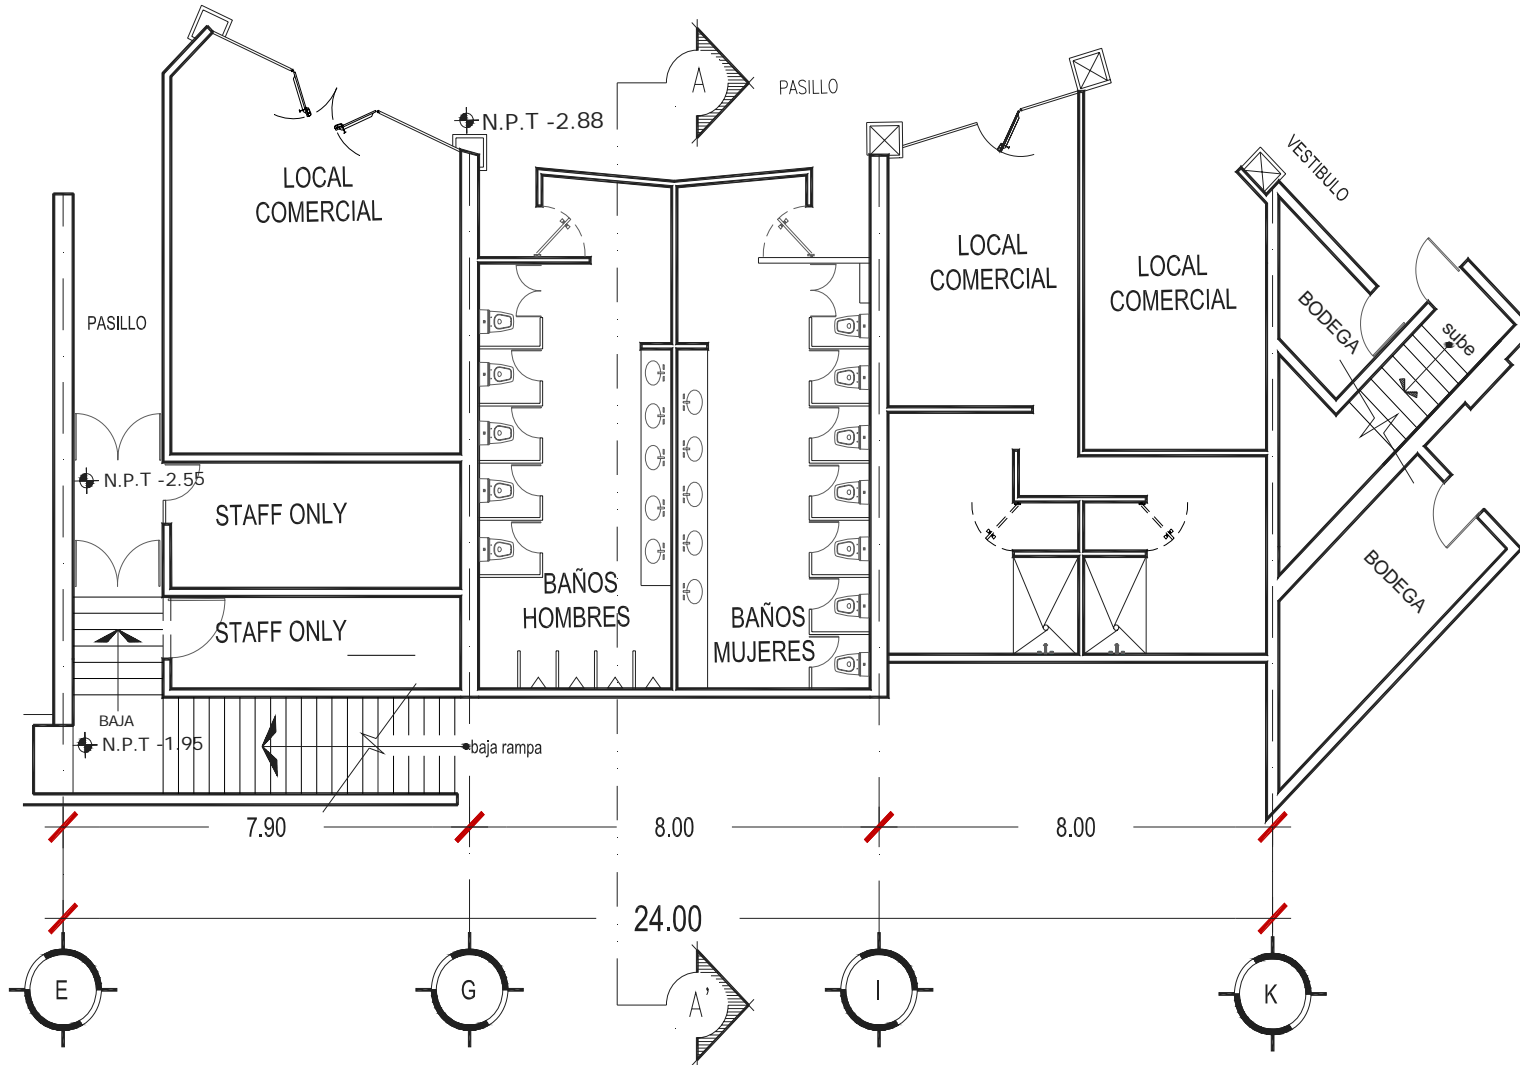 A
PASILLO
N.P.T -2.88
LOCAL
COMERCIAL
VESTIBULO
LOCAL
COMERCIAL
LOCAL
COMERCIAL
BODEGA
sube
PASILLO
N.P.T -2.55
STAFF ONLY
STAFF ONLY
BAÑOS
HOMBRES
BAÑOS
MUJERES
BODEGA
BAJA
N.P.T -1.95
baja rampa
7.90
8.00
8.00
24.00
E
G
A'
I
K